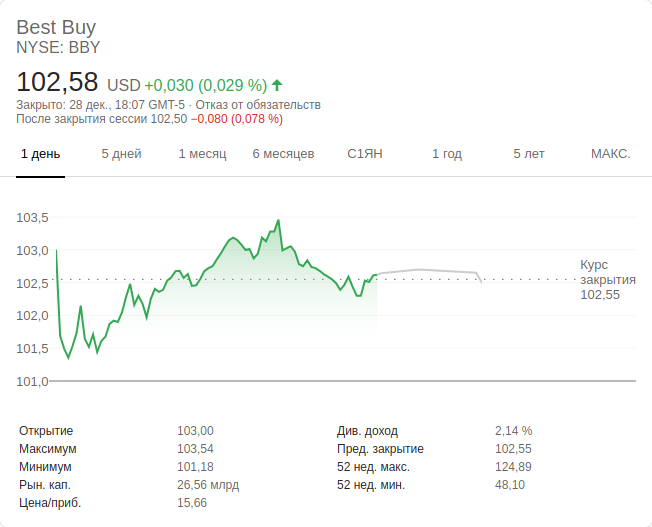 Best Buy
NYSE: BBY
102,58 USD +0,030 (0,029 %)
Закрыто: 28 дек., 18:07 GMT-5 · Отказ от обязательств
После закрытия сессии 102,50 −0,080 (0,078 %)
1 день 5 дней 1 месяц 6 месяцев С1ЯН 1 год 5 лет МАКС.
103,5
103,0
102,5
102,0
101,5
101,0
Курс
закрытия
102,55
Открытие 103,00 Див. доход 2,14 %
Максимум 103,54 Пред. закрытие 102,55
Минимум 101,18 52 нед. макс. 124,89
Рын. кап. 26,56 млрд 52 нед. мин. 48,10
Цена/приб. 15,66